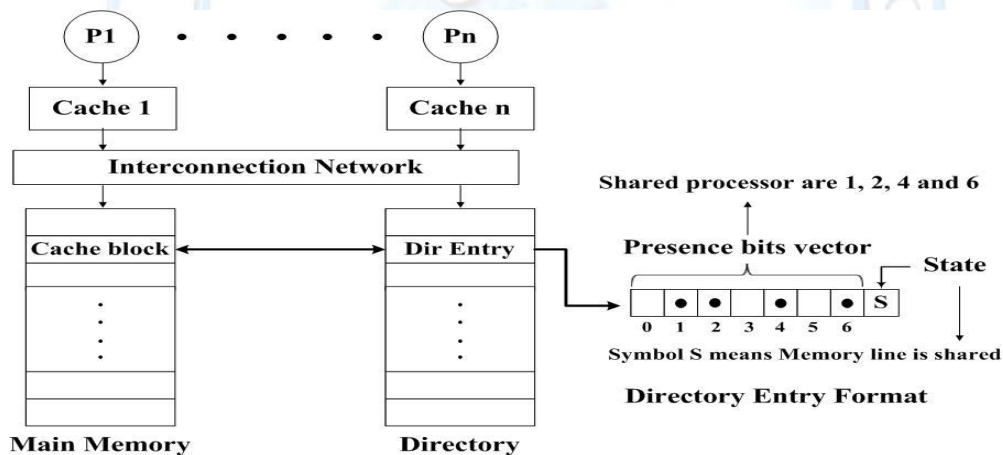 P1
Pn
Cache 1
Cache n
Interconnection Network
Shared processor are 1, 2, 4 and 6
Cache block
Dir Entry
Presence bits vector
State
S
0 1 2 3 4 5 6
Symbol S means Memory line is shared
Directory Entry Format
Main Memory
Directory